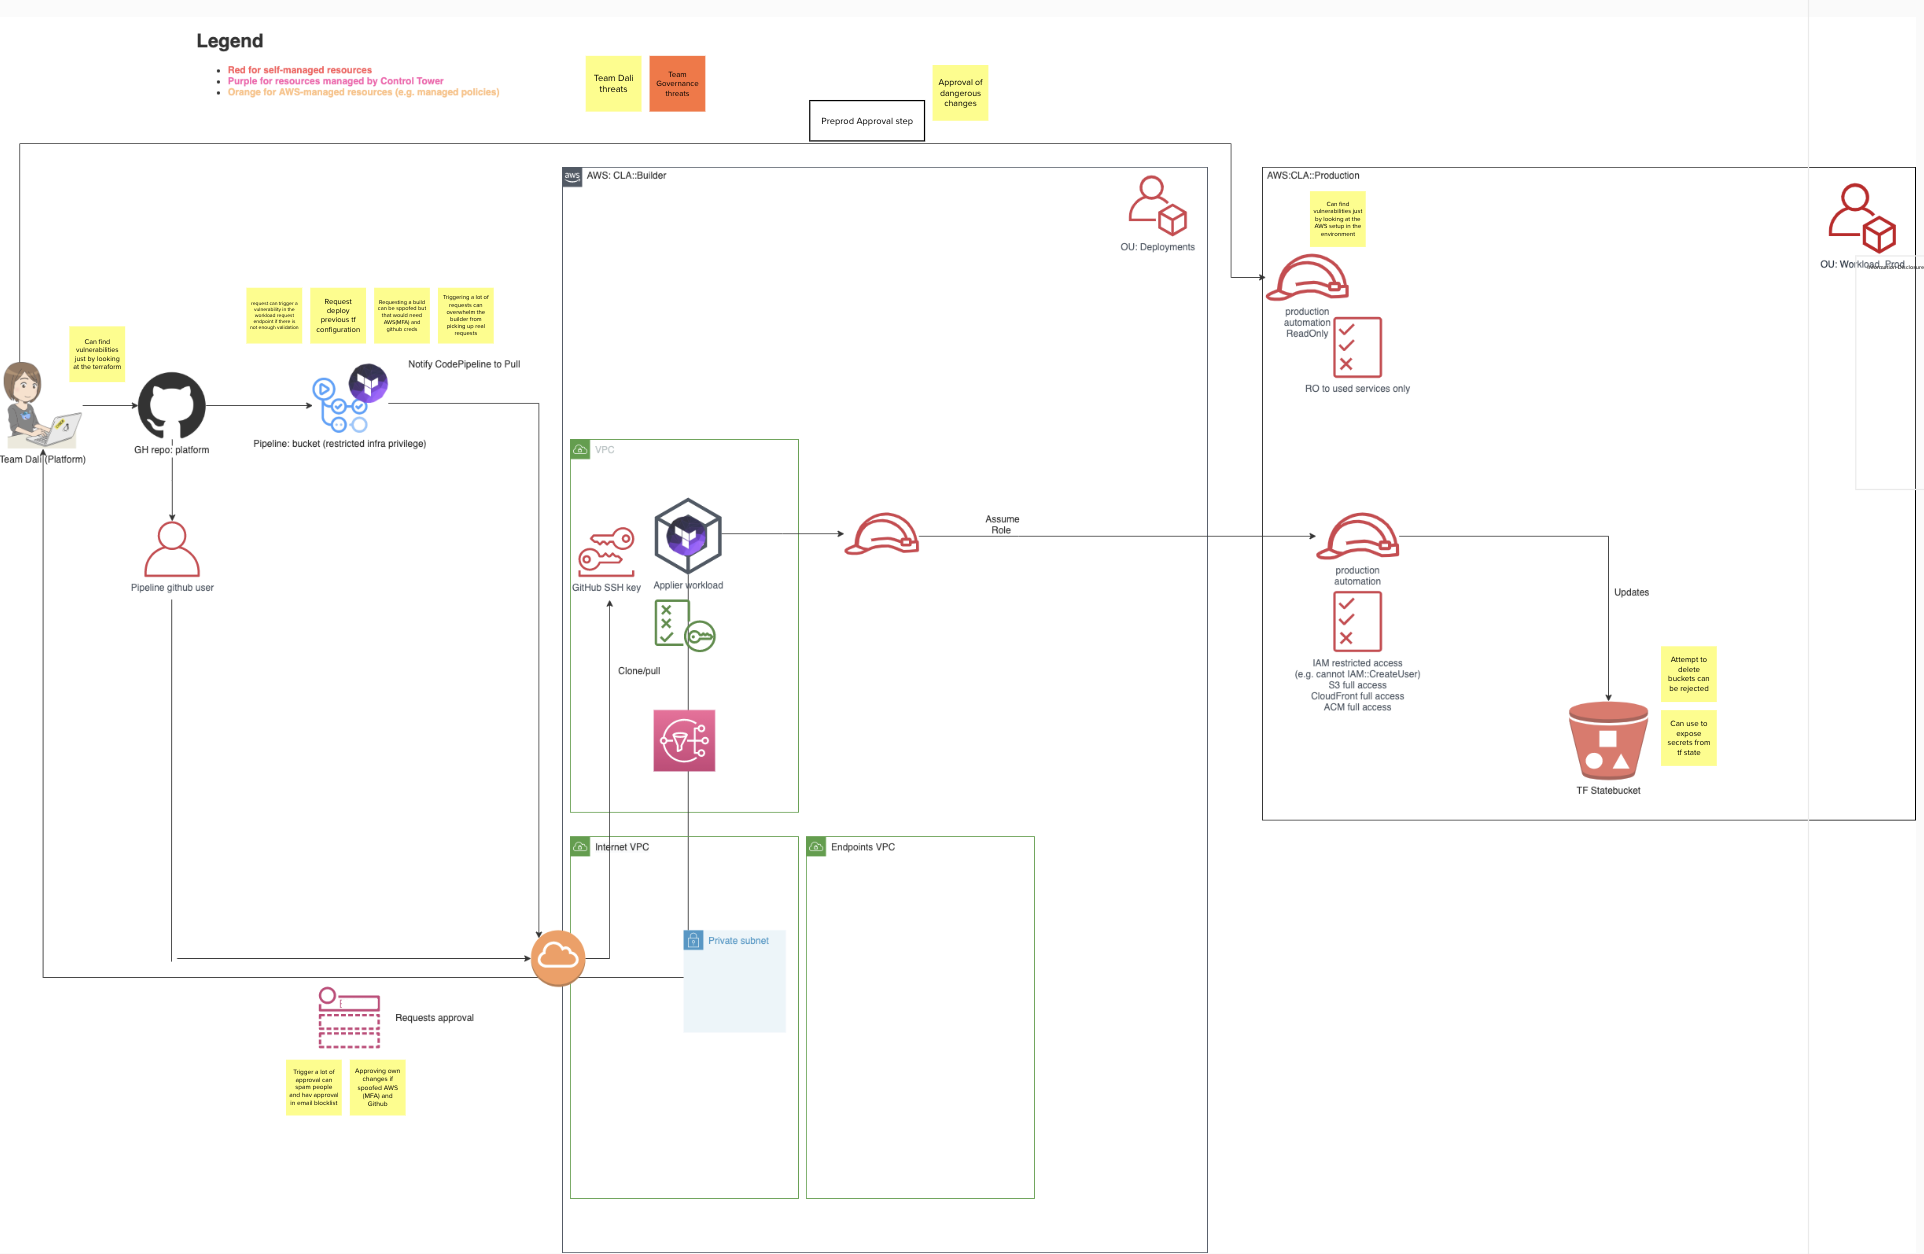 Legend
Red for self-managed resources
Purple for resources managed by Control Tower
Orange for AWS-managed resources (e.g. managed policies)
Team Dali
threats
Team
Governance
threats
Approval of
dangerous
changes
Preprod Approval step
aws
AWS: CLA::Builder
OU: Deployments
AWS:CLA::Production
Can find
vulnerabilities just
by looking at the
AWS setup in the
environment
OU: Workload_Prod
Information Disclosure
production
automation
ReadOnly
RO to used services only
Can find
vulnerabilities
just by looking
at the terraform
request can trigger a
vulnerability in the
workload request
endpoint if there is
not enough validation
Request
deploy
previous tf
configuration
Requesting a build
can be sppofed but
that would need
AWS(MFA) and
github creds
Triggering a lot of
requests can
overwhelm the
builder from
picking up real
requests
Notify CodePipeline to Pull
Team Dali (Platform)
GH repo: platform
Pipeline: bucket (restricted infra privilege)
Pipeline github user
VPC
GitHub SSH key
Applier workload
Clone/pull
Assume
Role
production
automation
IAM restricted access
(e.g. cannot IAM::CreateUser)
S3 full access
CloudFront full access
ACM full access
Updates
Attempt to
delete
buckets can
be rejected
Can use to
expose
secrets from
tf state
TF Statebucket
Internet VPC
Endpoints VPC
Private subnet
Requests approval
Trigger a lot of
approval can
spam people
and hav approval
in email blocklist
Approving own
changes if
spoofed AWS
(MFA) and
Github